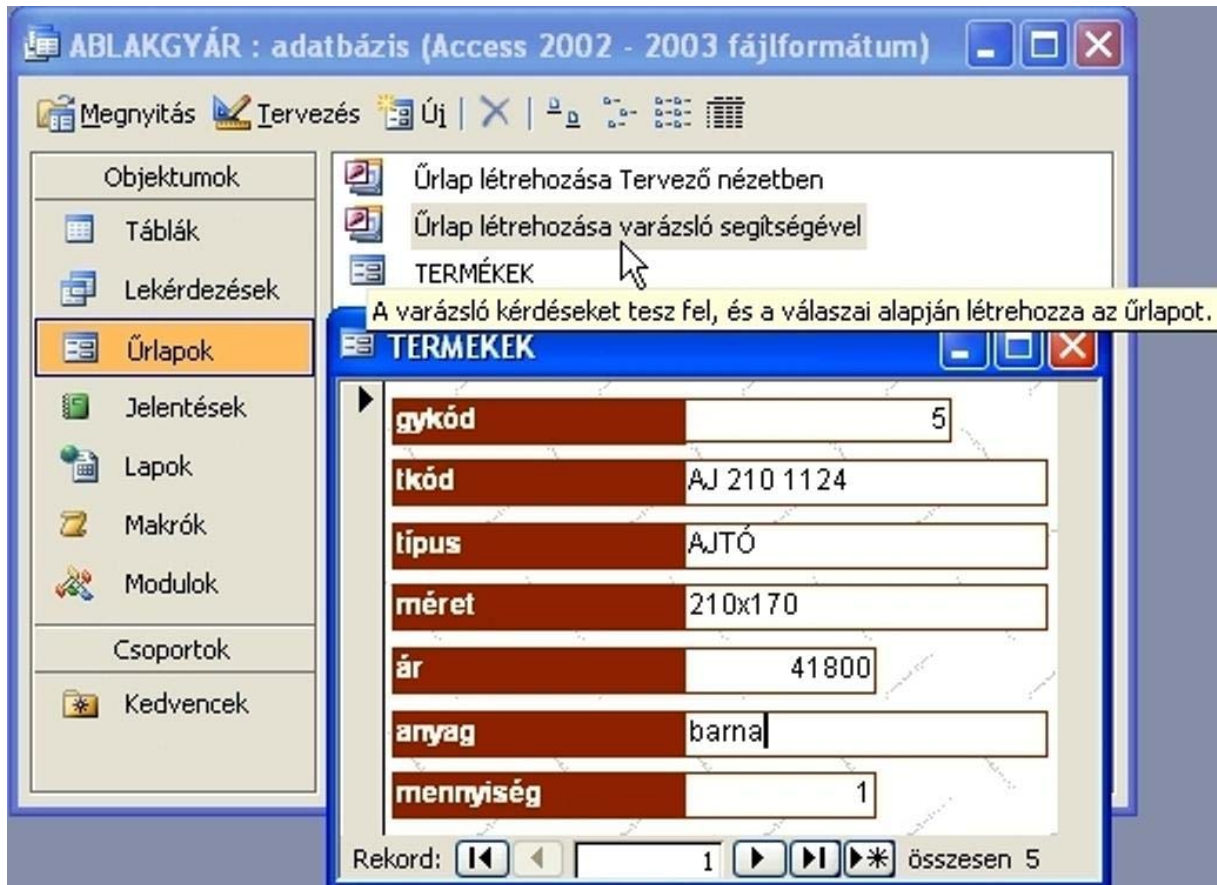 ABLAKGYÁR : adatbázis (Access 2002 - 2003 fájlformátum)
Megnyitás Tervezés Új
Objektumok
Táblák
Lekérdezések
Űrlapok
Jelentések
Lapok
Makrók
Modulok
Csoportok
Kedvencek
Űrlap létrehozása Tervező nézetben
Űrlap létrehozása varázsló segítségével
TERMÉKEK
A varázsló kérdéseket tesz fel, és a válaszai alapján létrehozza az űrlapot.
TERMÉKEK
gykód 5
tkód AJ 210 1124
típus AJTÓ
méret 210x170
ár 41800
anyag barna
mennyiség 1
Rekord: 1 összesen 5